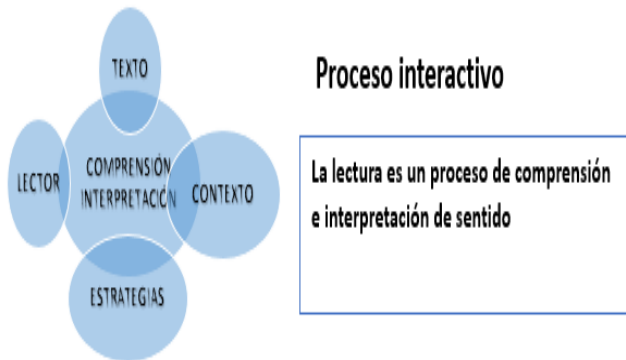 TEXTO
LECTOR
COMPRENSIÓN
INTERPRETACIÓN
CONTEXTO
ESTRATEGIAS
Proceso interactivo
La lectura es un proceso de comprensión
e interpretación de sentido